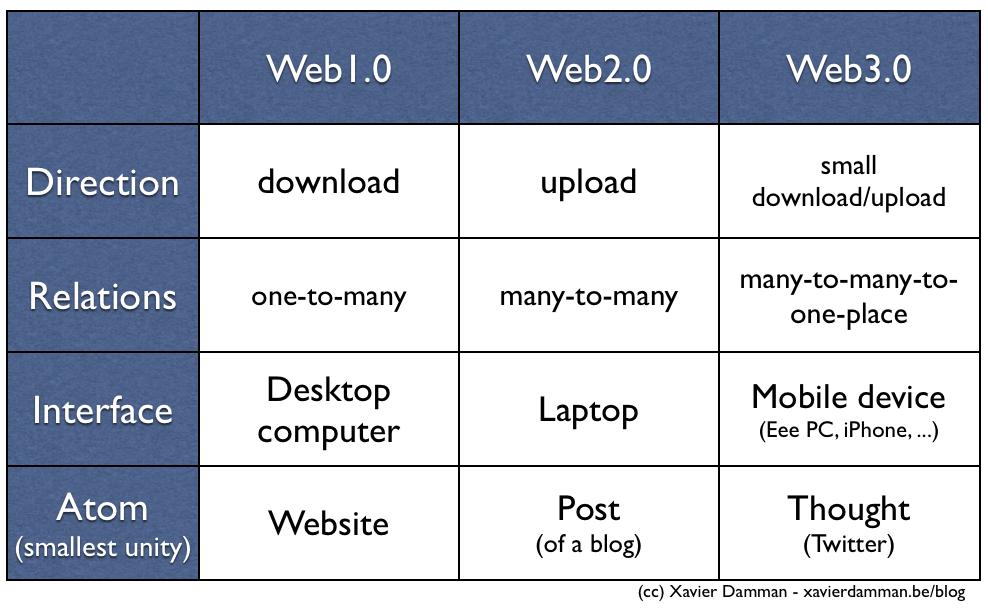 Web1.0 Web2.0 Web3.0
Direction download upload small download/upload
Relations one-to-many many-to-many many-to-many-to-one-place
Interface Desktop computer Laptop Mobile device (Eee PC, iPhone, ...)
Atom (smallest unity) Website Post (of a blog) Thought (Twitter)
(cc) Xavier Damman - xavierdamman.be/blog